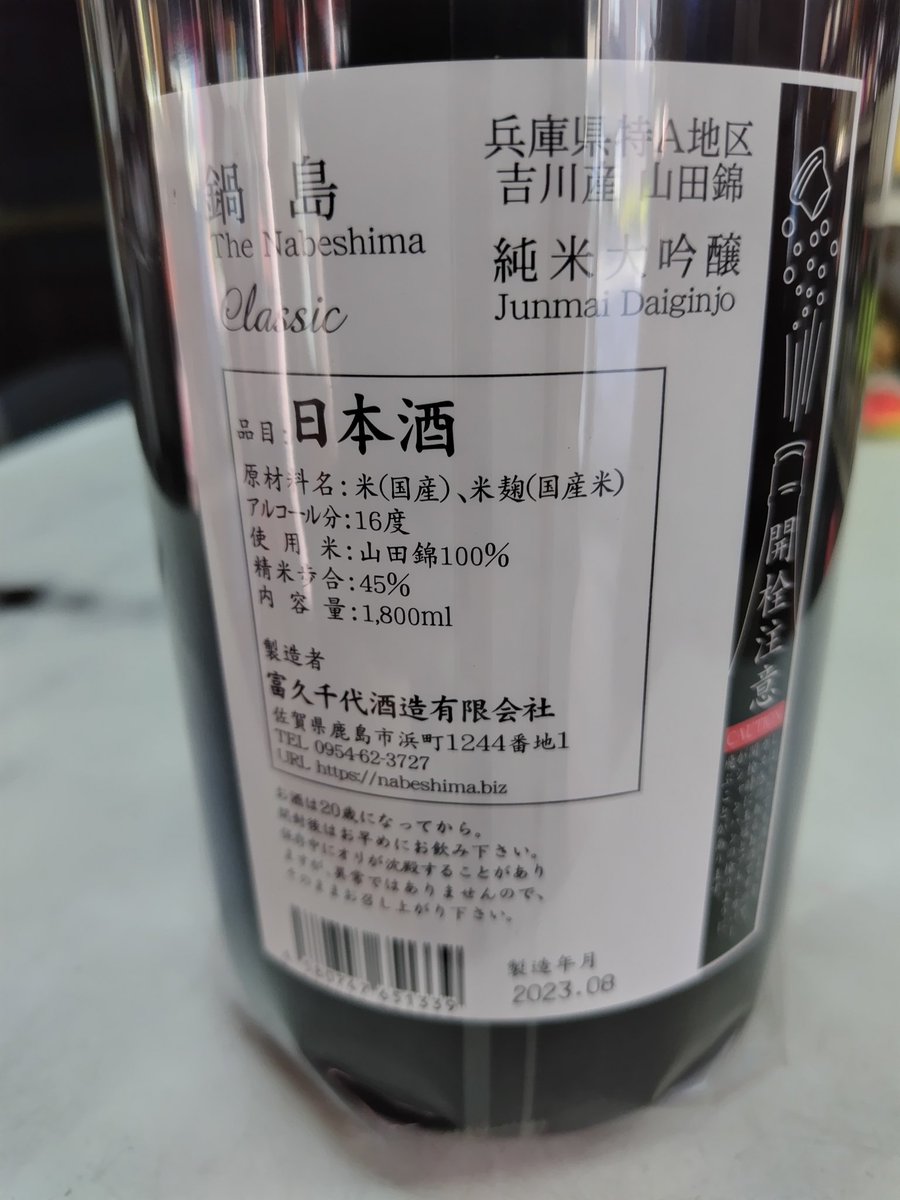 鍋島
The Nabeshima
Classic
兵庫県特A地区
吉川産 山田錦
純米大吟醸
Junmai Daiginjo
品目:日本酒
原材料名:米(国産)、米麹(国産米)
アルコール分:16度
使用米:山田錦100%
精米歩合:45%
内容量:1,800ml
製造者
富久千代酒造有限会社
佐賀県鹿島市浜町1244番地1
TEL 0954-62-3727
URL https://nabeshima.biz
お酒は20歳になってから。
開封後はお早めにお飲み下さい。
保存中にオリが沈殿することがあり
ますが、異常ではありませんので、
そのままお召し上がり下さい。
製造年月
2023.08
開栓注意
CAUTION